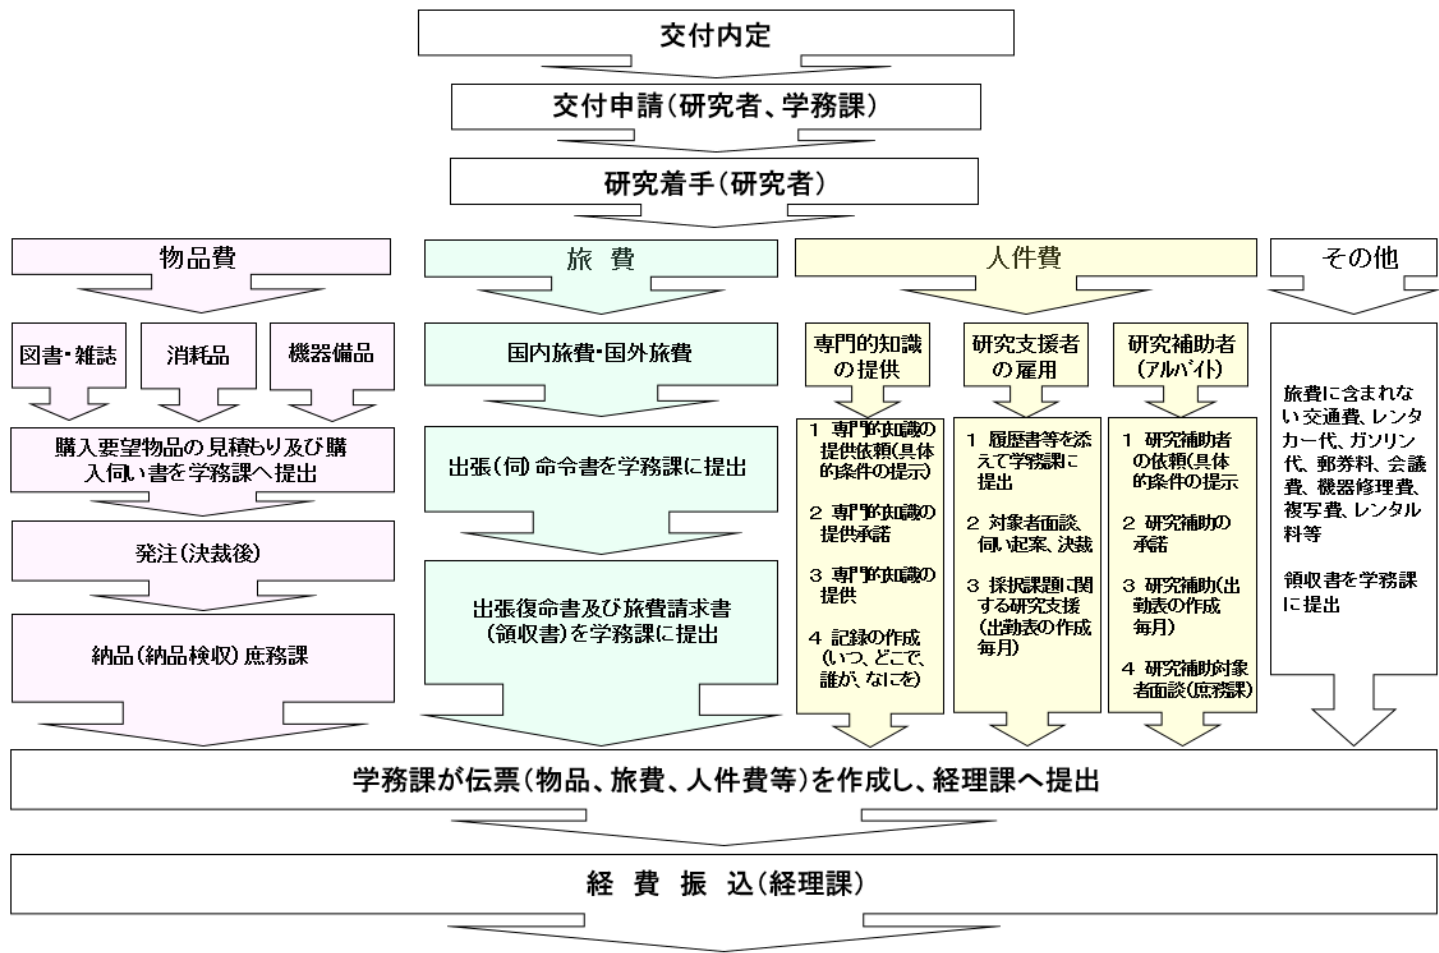 交付内定
交付申請(研究者、学務課)
研究着手(研究者)
物品費
図書・雑誌
消耗品
機器備品
購入要望物品の見積もり及び購
入伺い書を学務課へ提出
発注(決裁後)
納品(納品検収)庶務課
旅 費
国内旅費・国外旅費
出張(伺)命令書を学務課に提出
出張復命書及び旅費請求書
(領収書)を学務課に提出
人件費
専門的知識
の提供
1 専門的知識の
提供依頼(具体
的条件の提示)
2 専門的知識の
提供承諾
3 専門的知識の
提供
4 記録の作成
(いつ、どこで、
誰が、なにを)
研究支援者
の雇用
1 履歴書等を添
えて学務課に
提出
2 対象者面談、
伺い起案、決裁
3 採択課題に関
する研究支援
(出勤表の作成
毎月)
研究補助者
(アルバイト)
1 研究補助者
の依頼(具体
的条件の提示
2 研究補助の
承諾
3 研究補助(出
勤表の作成
毎月)
4 研究補助対象
者面談(庶務課)
その他
旅費に含まれな
い交通費、レンタ
カー代、ガソリン
代、郵券料、会議
費、機器修理費、
複写費、レンタル
料等
領収書を学務課
に提出
学務課が伝票(物品、旅費、人件費等)を作成し、経理課へ提出
経 費 振 込(経理課)